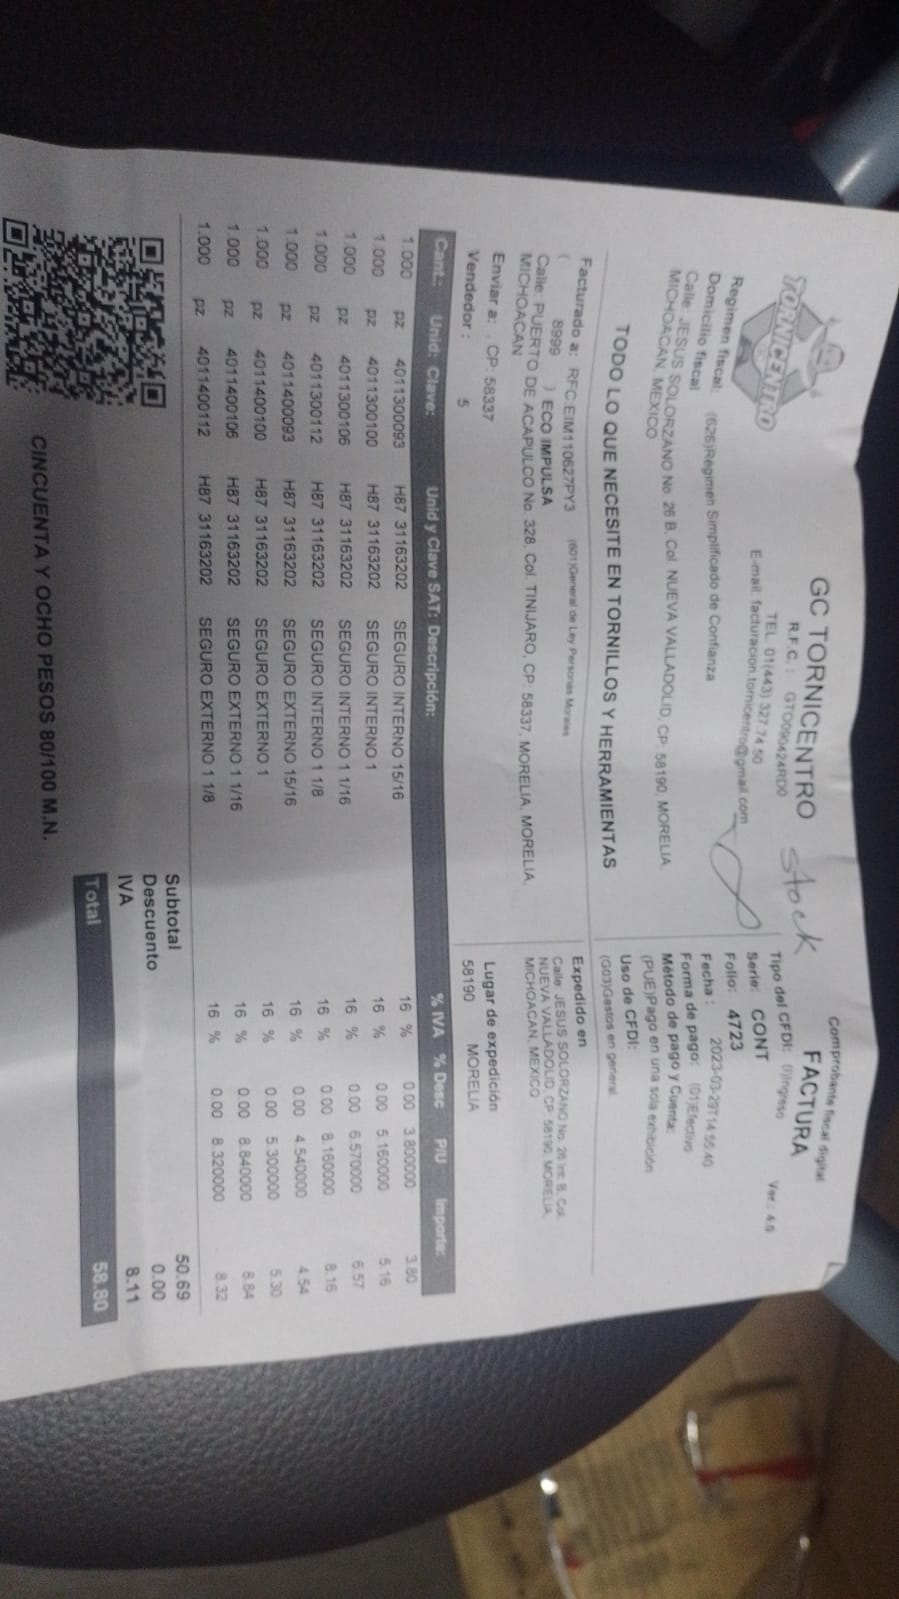 TORNICENTRO
GC TORNICENTRO
R.F.C. : GTO090424RD0
TEL. 01(443) 327 74 50
E-mail: facturacion.tornicentro@gmail.com
Regimen fiscal: (626)Régimen Simplificado de Confianza
Domicilio fiscal
Calle: JESUS SOLORZANO No. 26 B, Col. NUEVA VALLADOLID, CP: 58190, MORELIA,
MICHOACAN, MEXICO
stock
Comprobante fiscal digital
FACTURA
Ver.: 4.0
Tipo del CFDI: (I)Ingreso
Serie: CONT
Folio: 4723
Fecha : 2023-03-29T14:55:40
Forma de pago: (01)Efectivo
Método de pago y Cuenta:
(PUE)Pago en una sola exhibición
Uso de CFDI:
(G03)Gastos en general
TODO LO QUE NECESITE EN TORNILLOS Y HERRAMIENTAS
Facturado a: RFC:EIM110627PY3 (601)General de Ley Personas Morales
( 8999 ) ECO IMPULSA
Calle: PUERTO DE ACAPULCO No. 328, Col. TINIJARO, CP: 58337, MORELIA, MORELIA,
MICHOACAN
Enviar a: , CP: 58337
Vendedor : 5
Expedido en
Calle: JESUS SOLORZANO No. 26 int B, Col.
NUEVA VALLADOLID, CP: 58190, MORELIA,
MICHOACAN, MEXICO
Lugar de expedición
58190 MORELIA
Cant.: Unid: Clave: Unid y Clave SAT: Descripción: % IVA % Desc P/U Importe:
1.000 pz 4011300093 H87 31163202 SEGURO INTERNO 15/16 16 % 0.00 3.800000 3.80
1.000 pz 4011300100 H87 31163202 SEGURO INTERNO 1 16 % 0.00 5.160000 5.16
1.000 pz 4011300106 H87 31163202 SEGURO INTERNO 1 1/16 16 % 0.00 6.570000 6.57
1.000 pz 4011300112 H87 31163202 SEGURO INTERNO 1 1/8 16 % 0.00 8.160000 8.16
1.000 pz 4011400093 H87 31163202 SEGURO EXTERNO 15/16 16 % 0.00 4.540000 4.54
1.000 pz 4011400100 H87 31163202 SEGURO EXTERNO 1 16 % 0.00 5.300000 5.30
1.000 pz 4011400106 H87 31163202 SEGURO EXTERNO 1 1/16 16 % 0.00 8.840000 8.84
1.000 pz 4011400112 H87 31163202 SEGURO EXTERNO 1 1/8 16 % 0.00 8.320000 8.32
Subtotal 50.69
Descuento 0.00
IVA 8.11
Total 58.80
CINCUENTA Y OCHO PESOS 80/100 M.N.